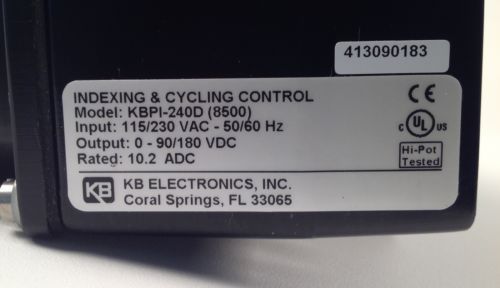 413090183
INDEXING & CYCLING CONTROL
Model: KBPI-240D (8500)
Input: 115/230 VAC - 50/60 Hz
Output: 0 - 90/180 VDC
Rated: 10.2 ADC
KB
KB ELECTRONICS, INC.
Coral Springs, FL 33065
CE
c UL us
Hi-Pot
Tested